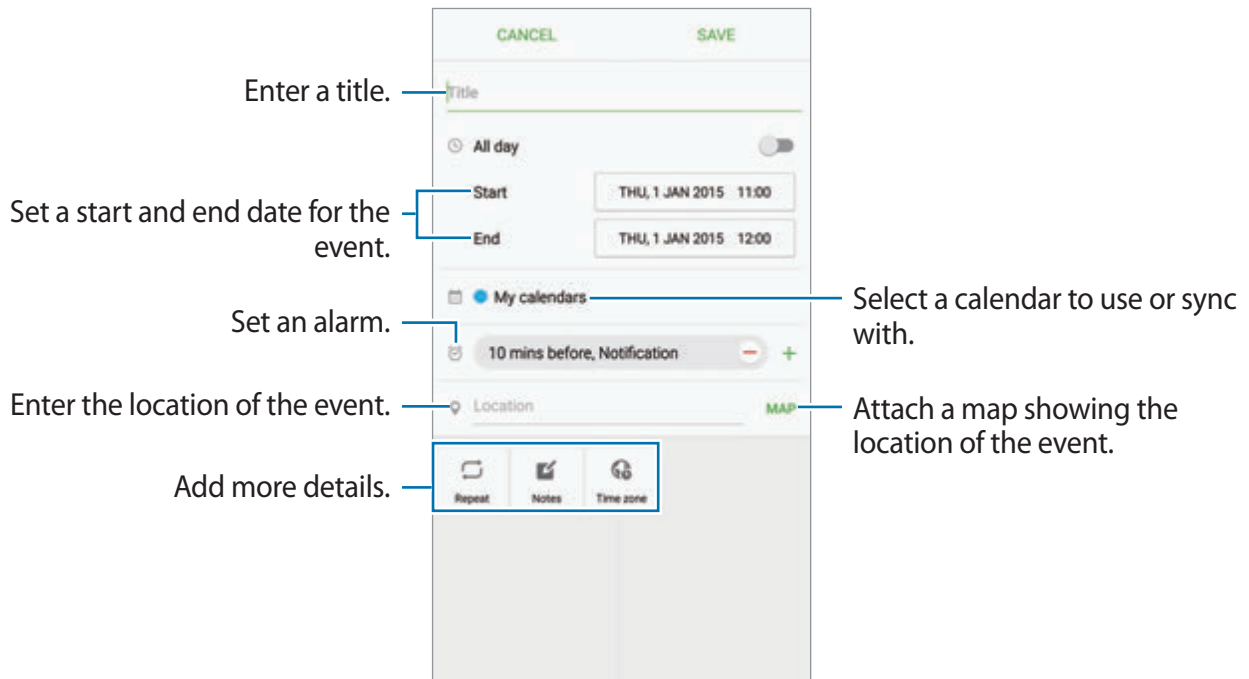 CANCEL SAVE
Enter a title.
Title
All day
Start THU, 1 JAN 2015 11:00
Set a start and end date for the
event.
End THU, 1 JAN 2015 12:00
My calendars
Select a calendar to use or sync
with.
Set an alarm.
10 mins before, Notification
Enter the location of the event.
Location MAP
Attach a map showing the
location of the event.
Add more details.
Repeat Notes Time zone